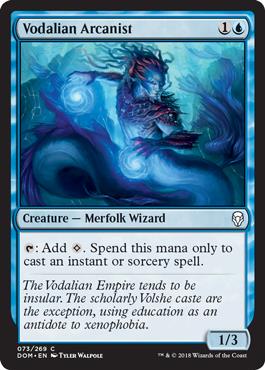 Vodalian Arcanist 1
Creature — Merfolk Wizard
: Add . Spend this mana only to
cast an instant or sorcery spell.
The Vodalian Empire tends to be
insular. The scholarly Volshe caste are
the exception, using education as an
antidote to xenophobia.
1/3
073/269 C
DOM • EN TYLER WALPOLE
™ & © 2018 Wizards of the Coast